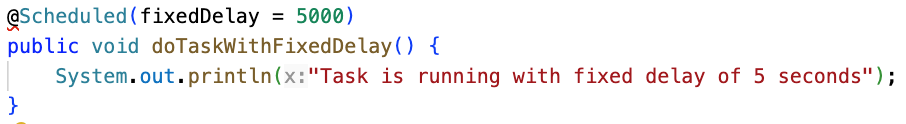 @Scheduled(fixedDelay = 5000)
public void doTaskWithFixedDelay() {
    System.out.println(x:"Task is running with fixed delay of 5 seconds");
}